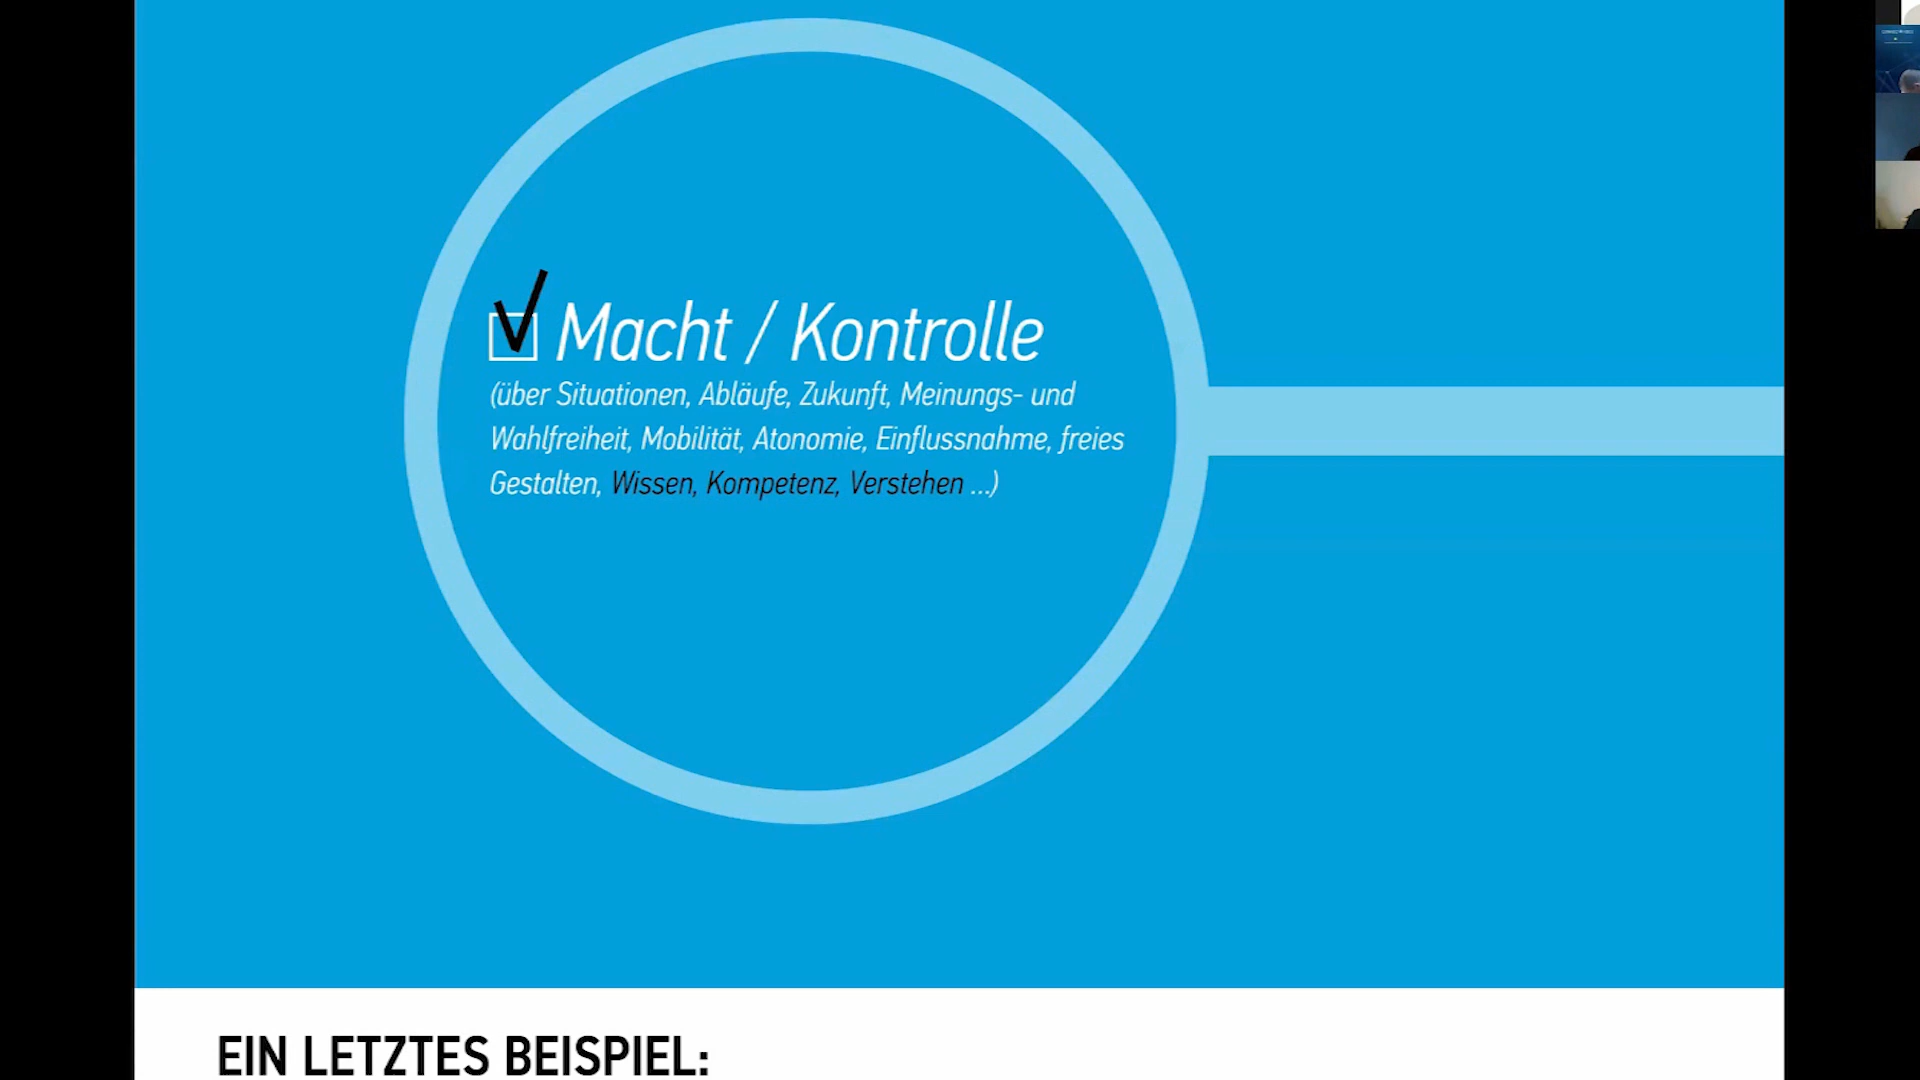 Macht / Kontrolle
(über Situationen, Abläufe, Zukunft, Meinungs- und
Wahlfreiheit, Mobilität, Atonomie, Einflussnahme, freies
Gestalten, Wissen, Kompetenz, Verstehen ...)
EIN LETZTES BEISPIEL: